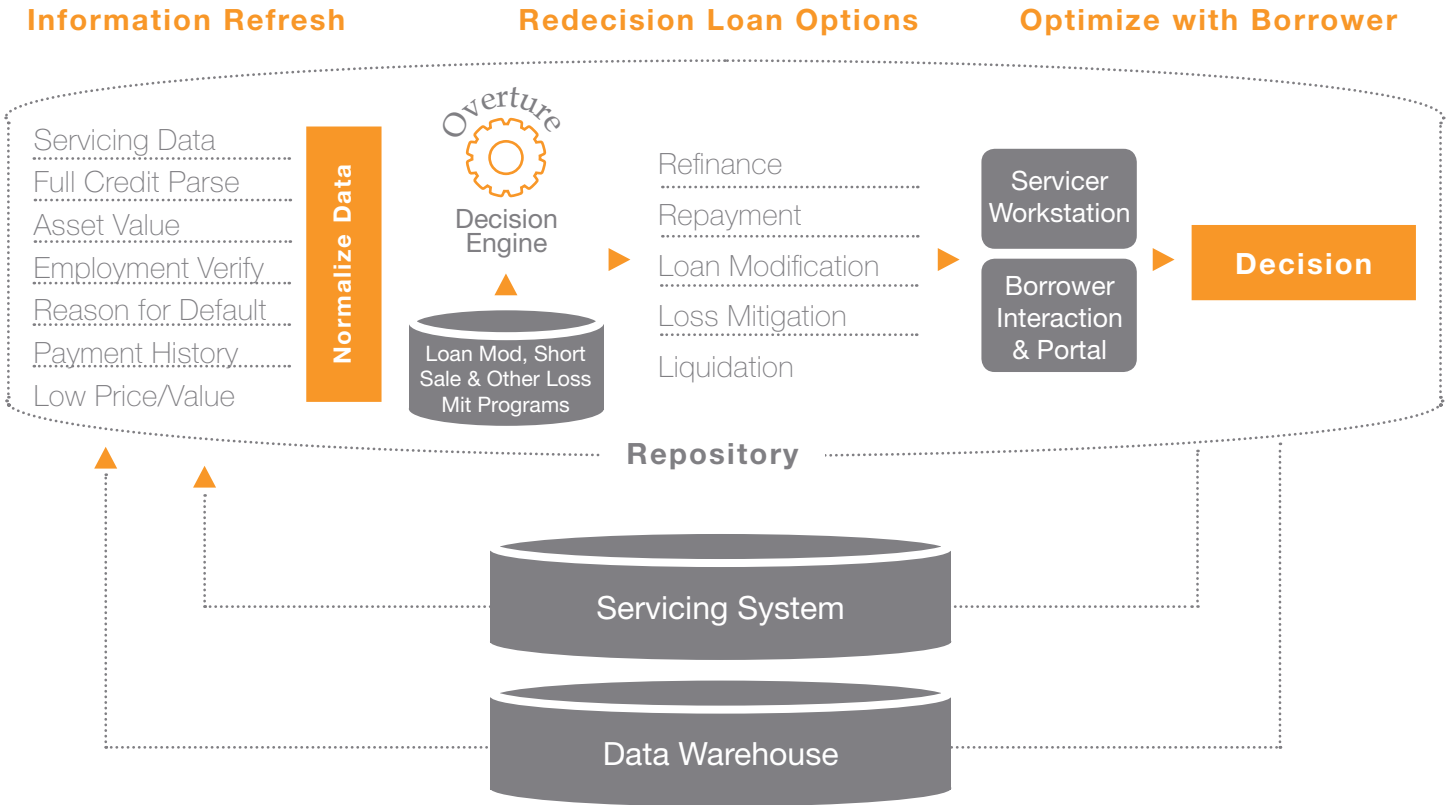 Information Refresh
Redecision Loan Options
Optimize with Borrower
Servicing Data
Full Credit Parse
Asset Value
Employment Verify
Reason for Default
Payment History
Low Price/Value
Normalize Data
Overture
Decision
Engine
Loan Mod, Short
Sale & Other Loss
Mit Programs
Refinance
Repayment
Loan Modification
Loss Mitigation
Liquidation
Servicer
Workstation
Borrower
Interaction
& Portal
Decision
Repository
Servicing System
Data Warehouse